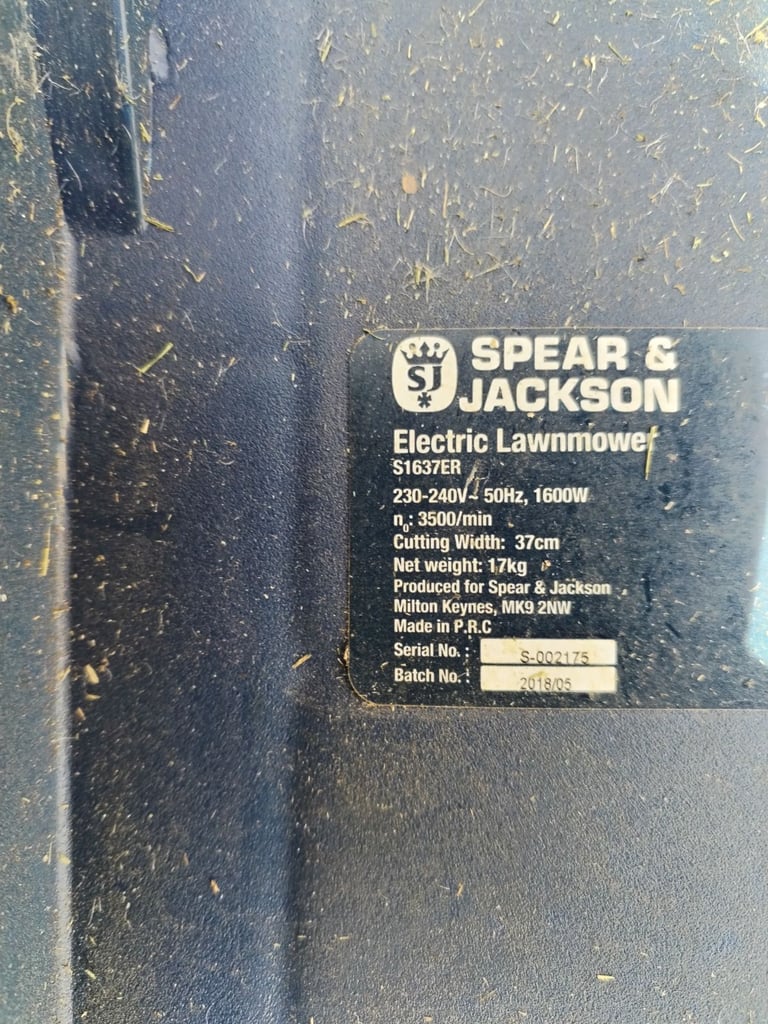 SJ
SPEAR &
JACKSON
Electric Lawnmower
S1637ER
230-240V~ 50Hz, 1600W
n₀: 3500/min
Cutting Width: 37cm
Net weight: 17kg
Produced for Spear & Jackson
Milton Keynes, MK9 2NW
Made in P.R.C
Serial No. : S-002175
Batch No. : 2018/05